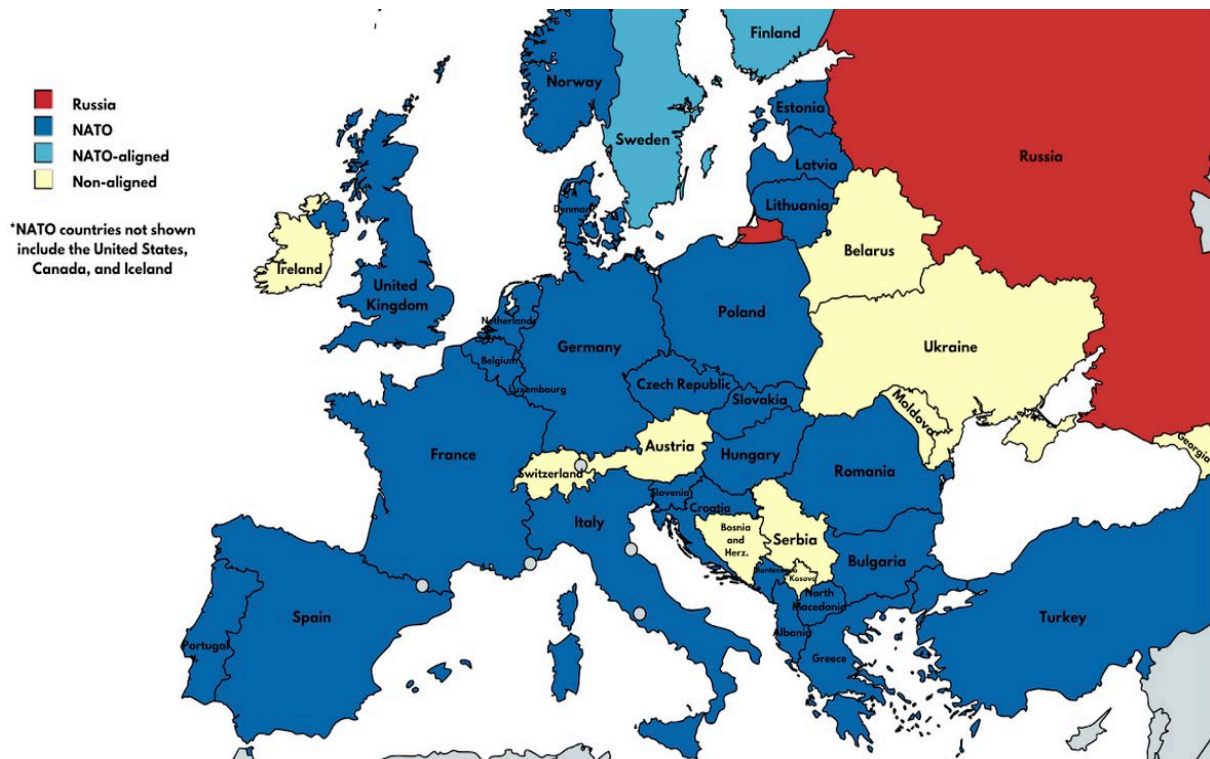 Russia
NATO
NATO-aligned
Non-aligned
*NATO countries not shown
include the United States,
Canada, and Iceland
Finland
Norway
Sweden
Estonia
Latvia
Lithuania
Russia
Denmark
Belarus
Ireland
United
Kingdom
Netherlands
Belgium
Luxembourg
Germany
Poland
Ukraine
Czech Republic
Slovakia
Moldova
France
Switzerland
Austria
Hungary
Romania
Georgia
Slovenia
Croatia
Italy
Bosnia
and
Herz.
Serbia
Montenegro
Kosovo
Bulgaria
North
Macedonia
Albania
Greece
Turkey
Spain
Portugal